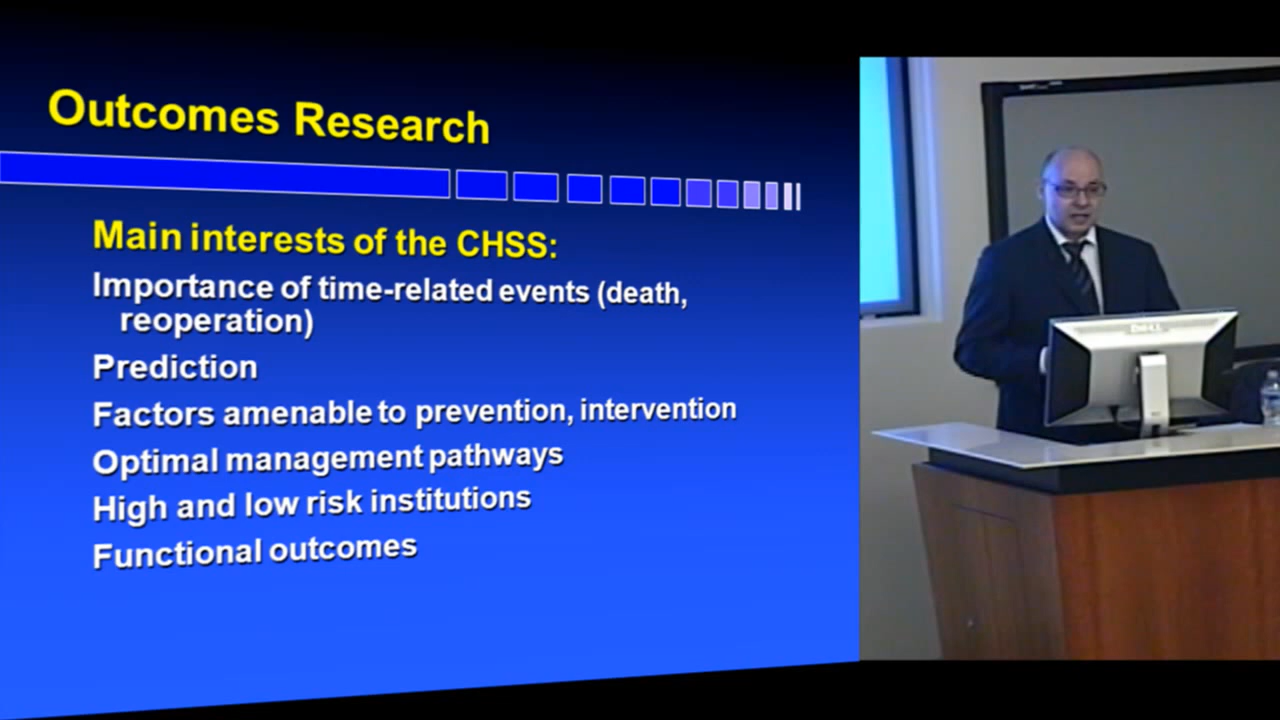 Outcomes Research
Main interests of the CHSS:
Importance of time-related events (death,
reoperation)
Prediction
Factors amenable to prevention, intervention
Optimal management pathways
High and low risk institutions
Functional outcomes
DELL